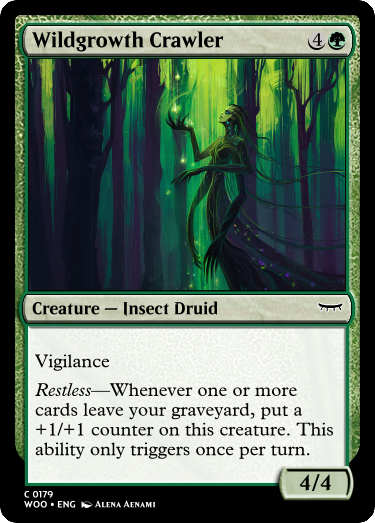 Wildgrowth Crawler 4
Creature — Insect Druid
Vigilance
Restless—Whenever one or more
cards leave your graveyard, put a
+1/+1 counter on this creature. This
ability only triggers once per turn.
4/4
C 0179
WOO • ENG Alena Aenami